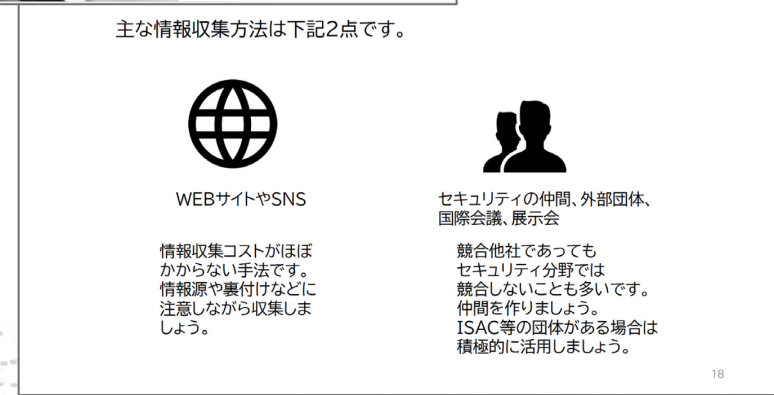 主な情報収集方法は下記2点です。
WEBサイトやSNS
情報収集コストがほぼ
かからない手法です。
情報源や裏付けなどに
注意しながら収集しま
しょう。
セキュリティの仲間、外部団体、
国際会議、展示会
競合他社であっても
セキュリティ分野では
競合しないことも多いです。
仲間を作りましょう。
ISAC等の団体がある場合は
積極的に活用しましょう。
18